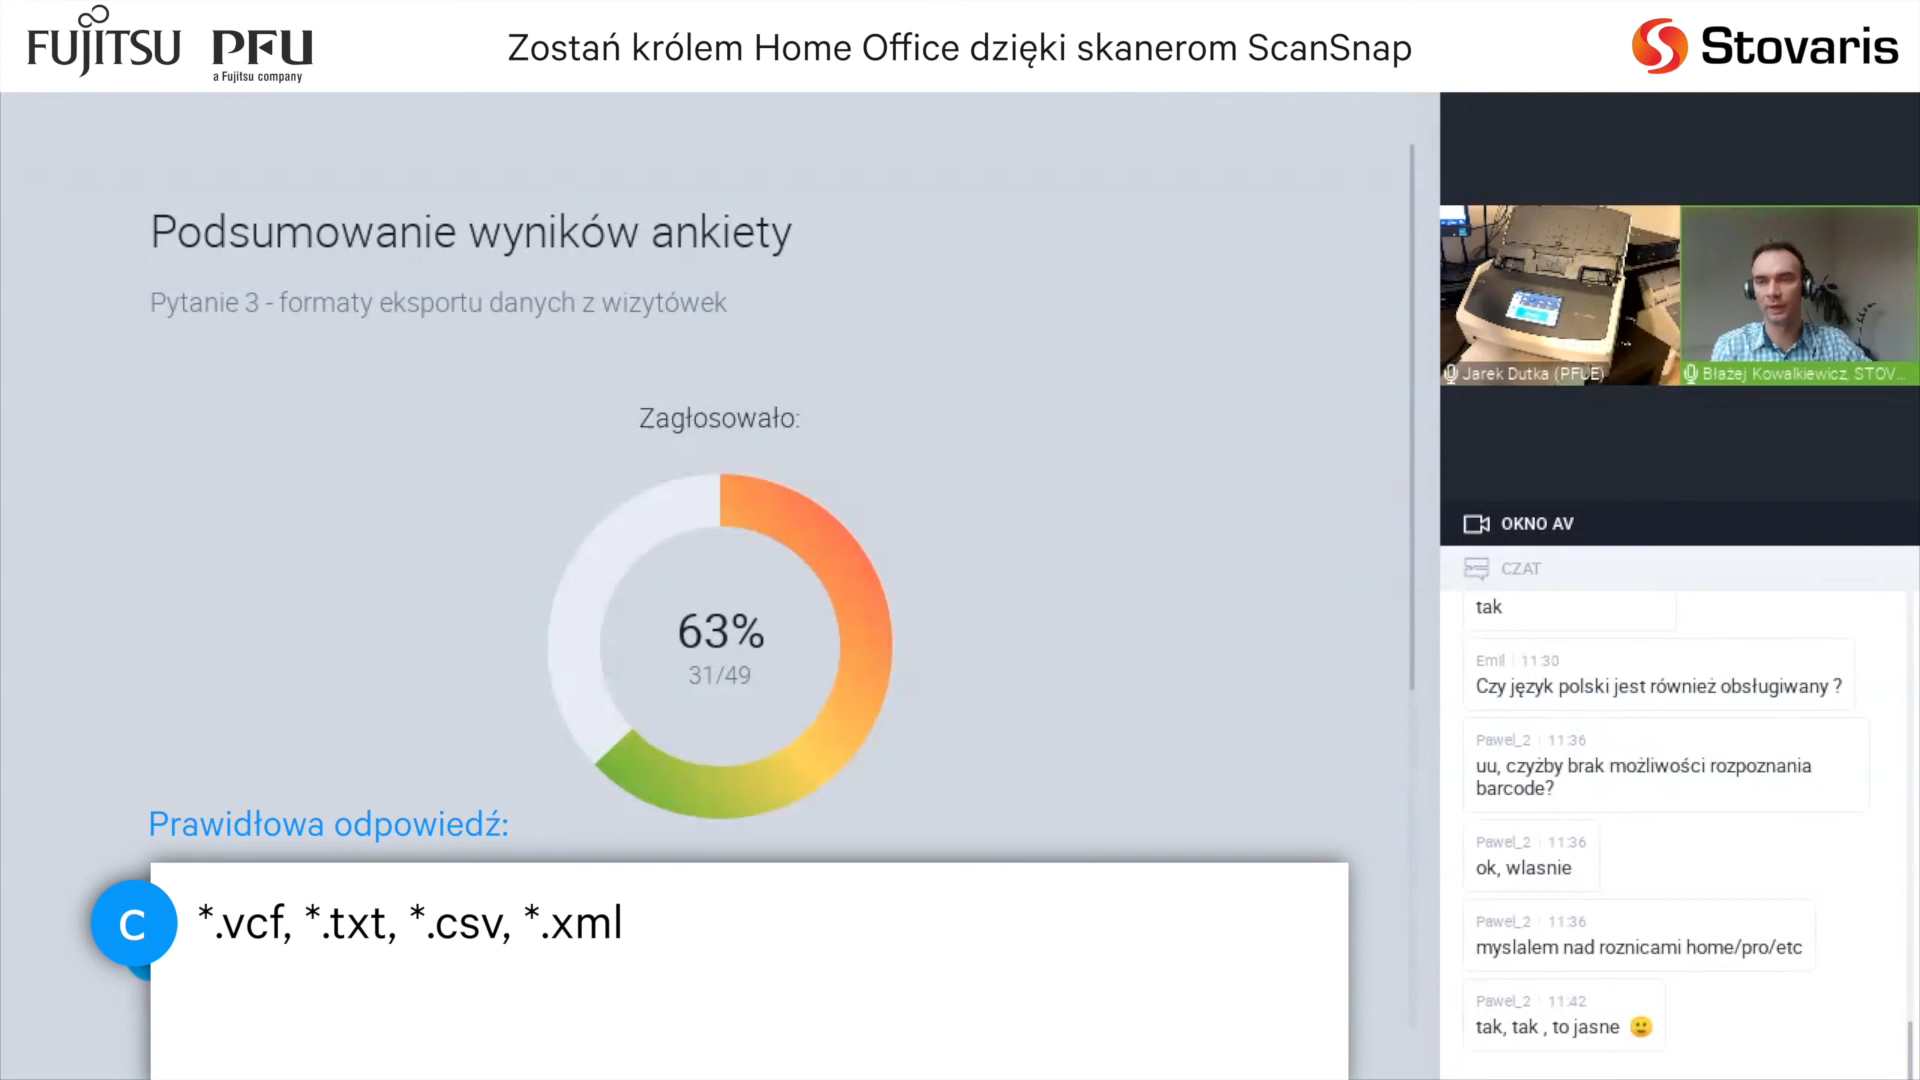 FUJITSU
PFU
a Fujitsu company
Zostań królem Home Office dzięki skanerom ScanSnap
Stovaris
Podsumowanie wyników ankiety
Pytanie 3 - formaty eksportu danych z wizytówek
Zagłosowało:
63%
31/49
Prawidłowa odpowiedź:
C
*.vcf, *.txt, *.csv, *.xml
Jarek Dutka (PFUE)
Błażej Kowalkiewicz, STOV...
OKNO AV
CZAT
tak
Emil 11:30
Czy język polski jest również obsługiwany ?
Pawel_2 11:36
uu, czyżby brak możliwości rozpoznania
barcode?
Pawel_2 11:36
ok, wlasnie
Pawel_2 11:36
myslalem nad roznicami home/pro/etc
Pawel_2 11:42
tak, tak , to jasne 🙂